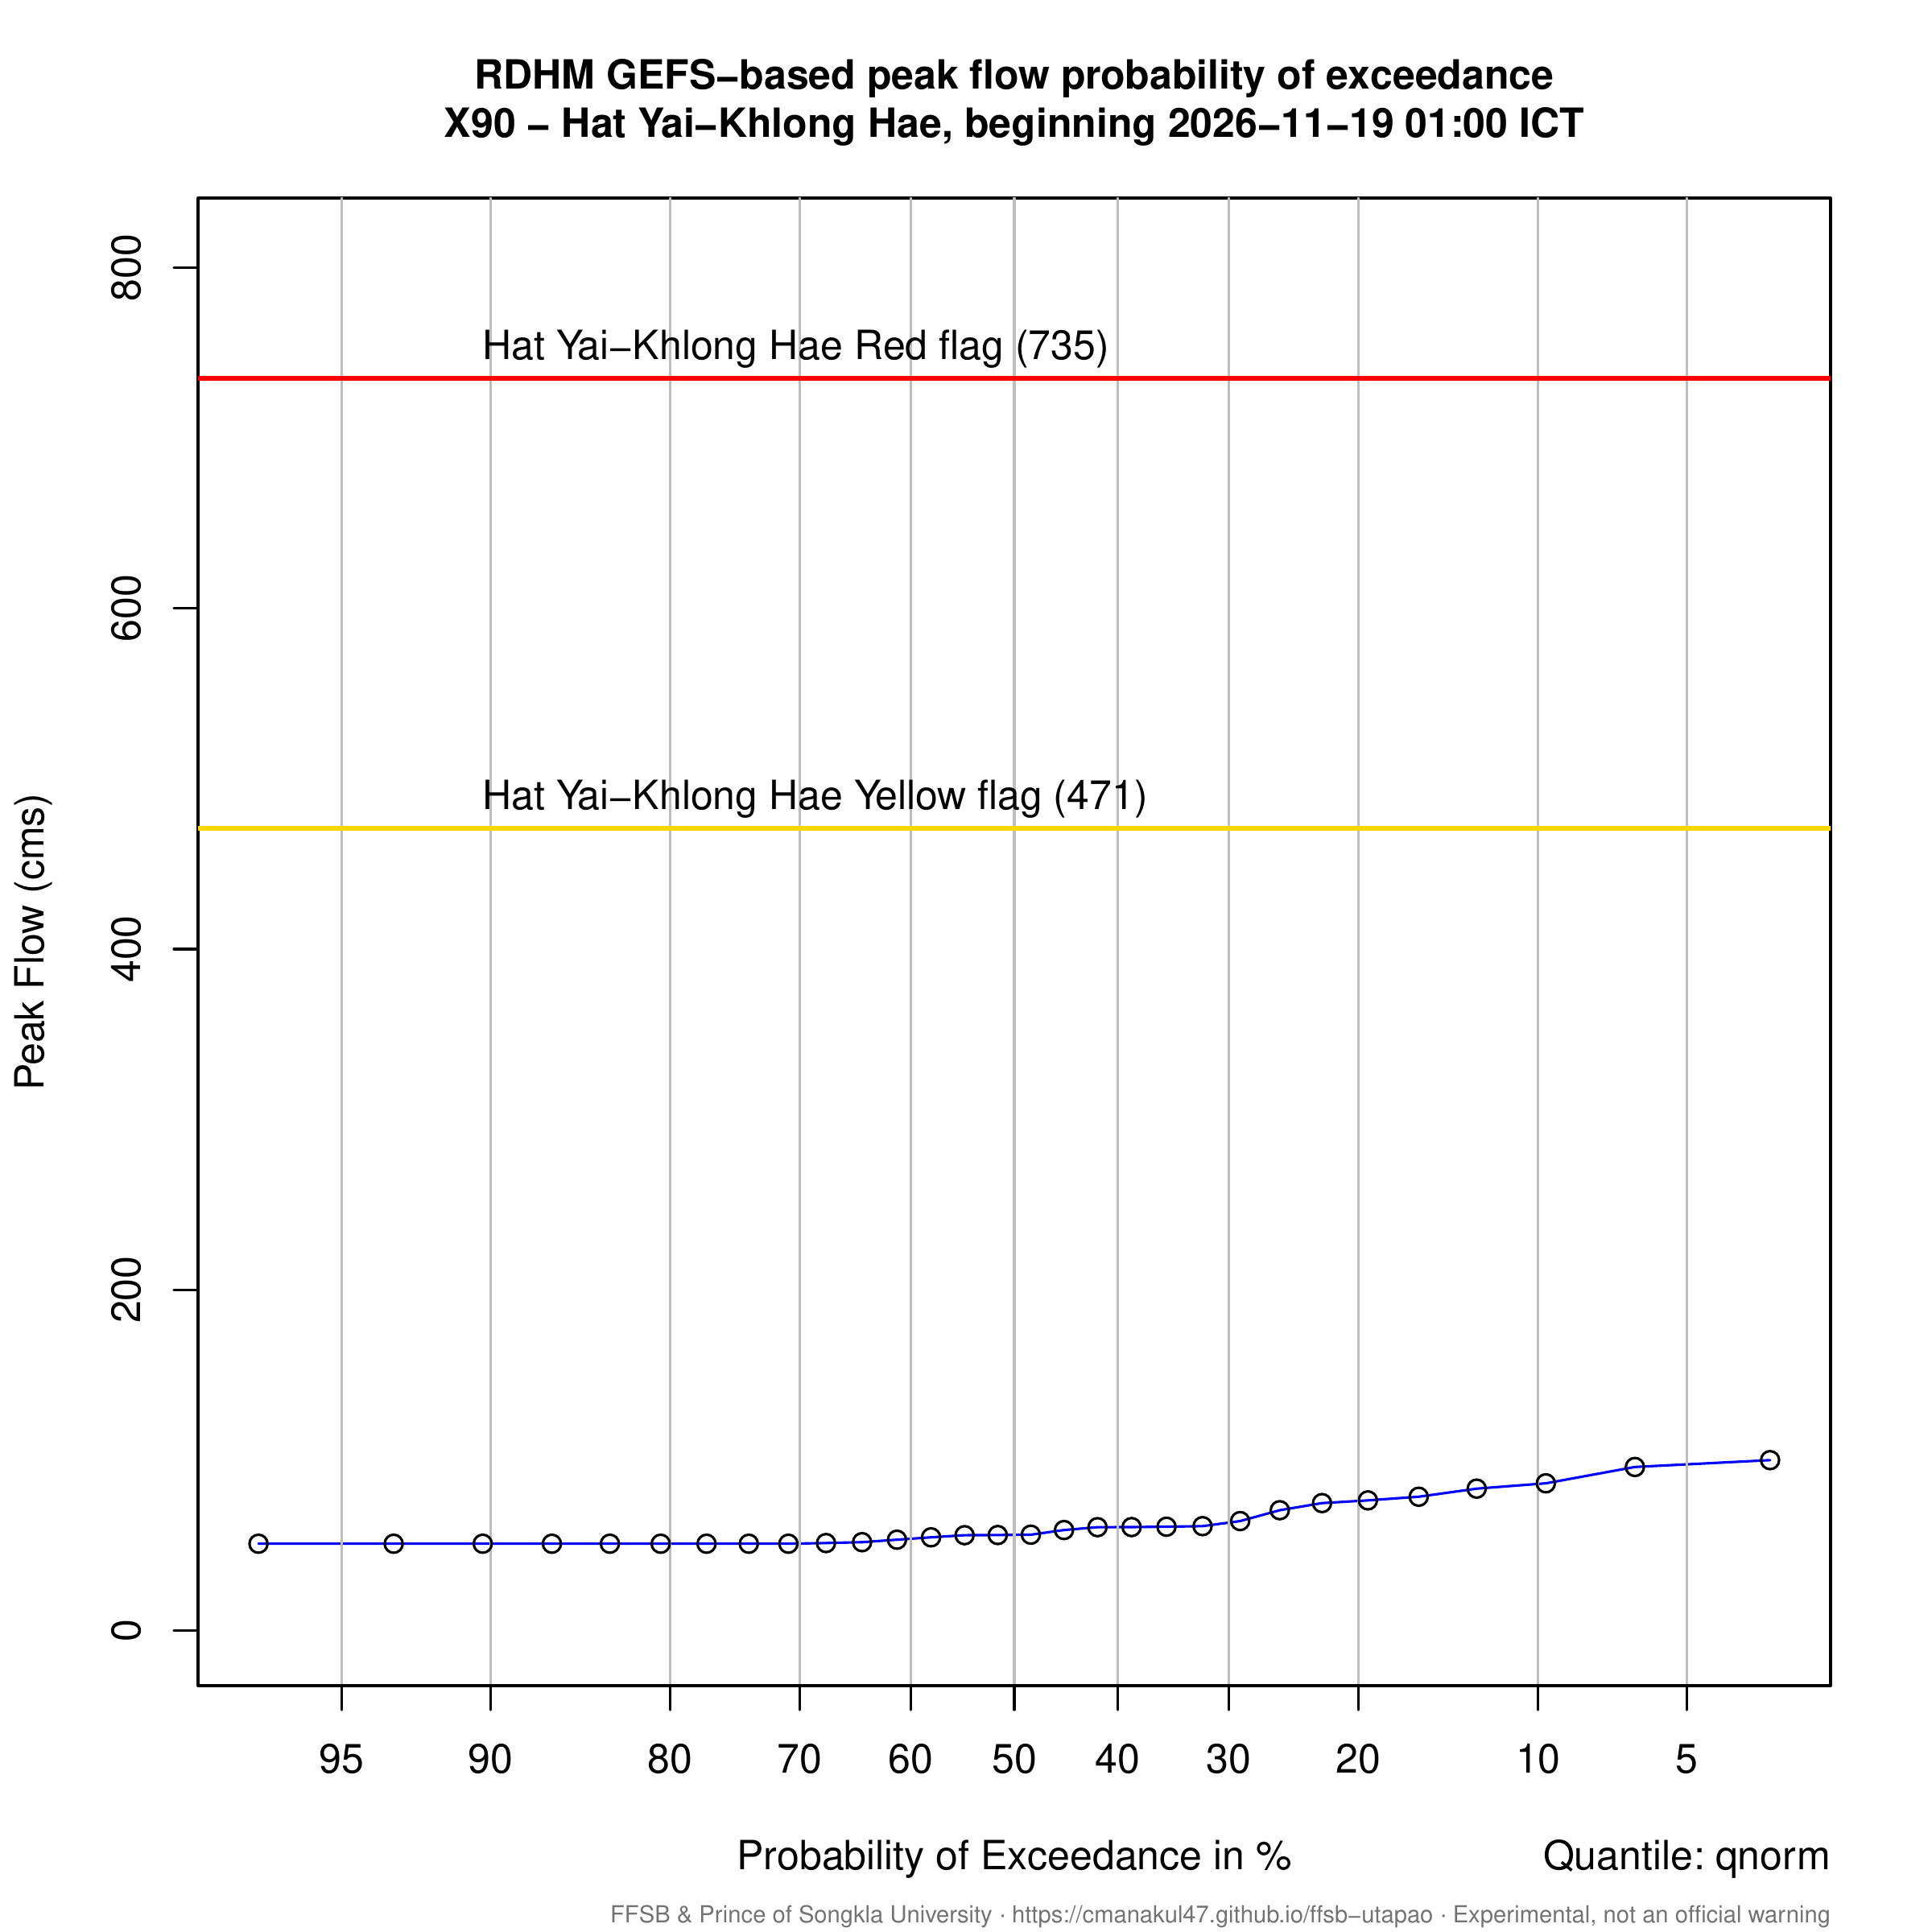 RDHM GEFS−based peak flow probability of exceedance
X90 − Hat Yai−Khlong Hae, beginning 2026−11−19 01:00 ICT
800
Hat Yai−Khlong Hae Red flag (735)
600
Hat Yai−Khlong Hae Yellow flag (471)
Peak Flow (cms)
400
200
0
95 90 80 70 60 50 40 30 20 10 5
Probability of Exceedance in %
Quantile: qnorm
FFSB & Prince of Songkla University · https://cmanakul47.github.io/ffsb−utapao · Experimental, not an official warning